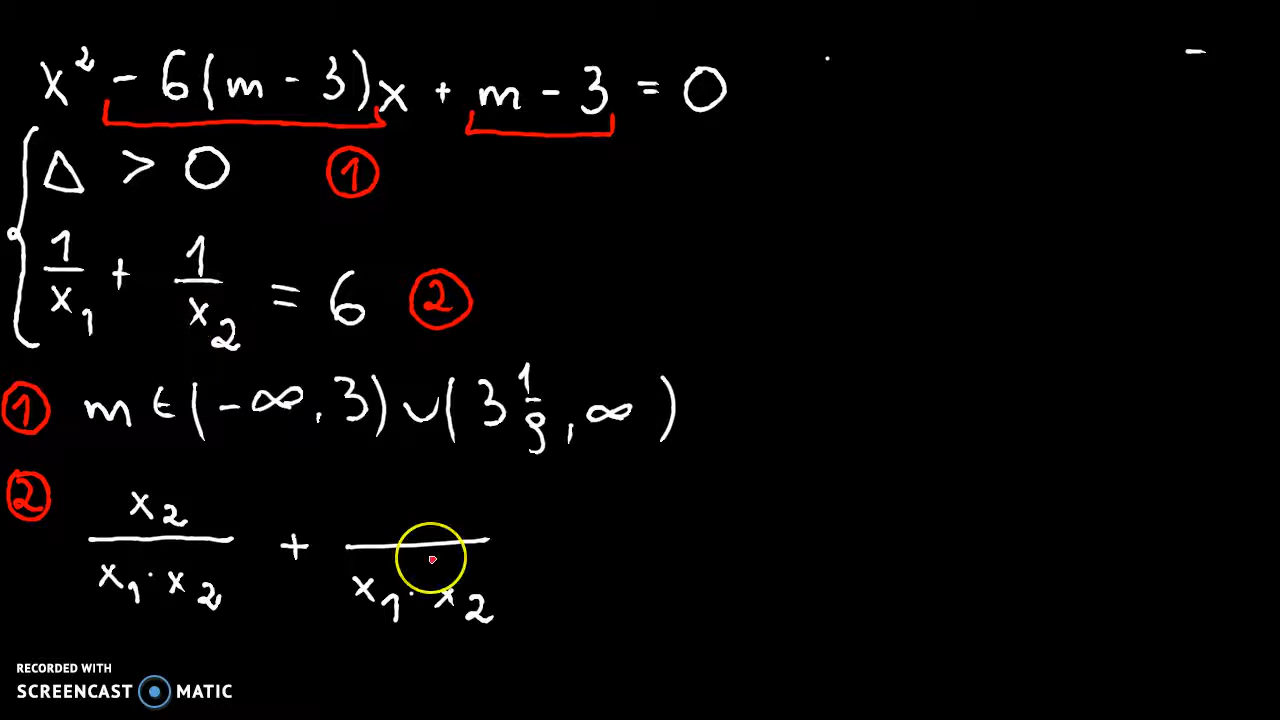 x² - 6(m - 3)x + m - 3 = 0
Δ > 0 ①
1/x₁ + 1/x₂ = 6 ②
① m ∈ (-∞, 3) ∪ (3 1/9, ∞)
② x₂/(x₁ · x₂) + /(x₁ · x₂)
RECORDED WITH
SCREENCAST MATIC